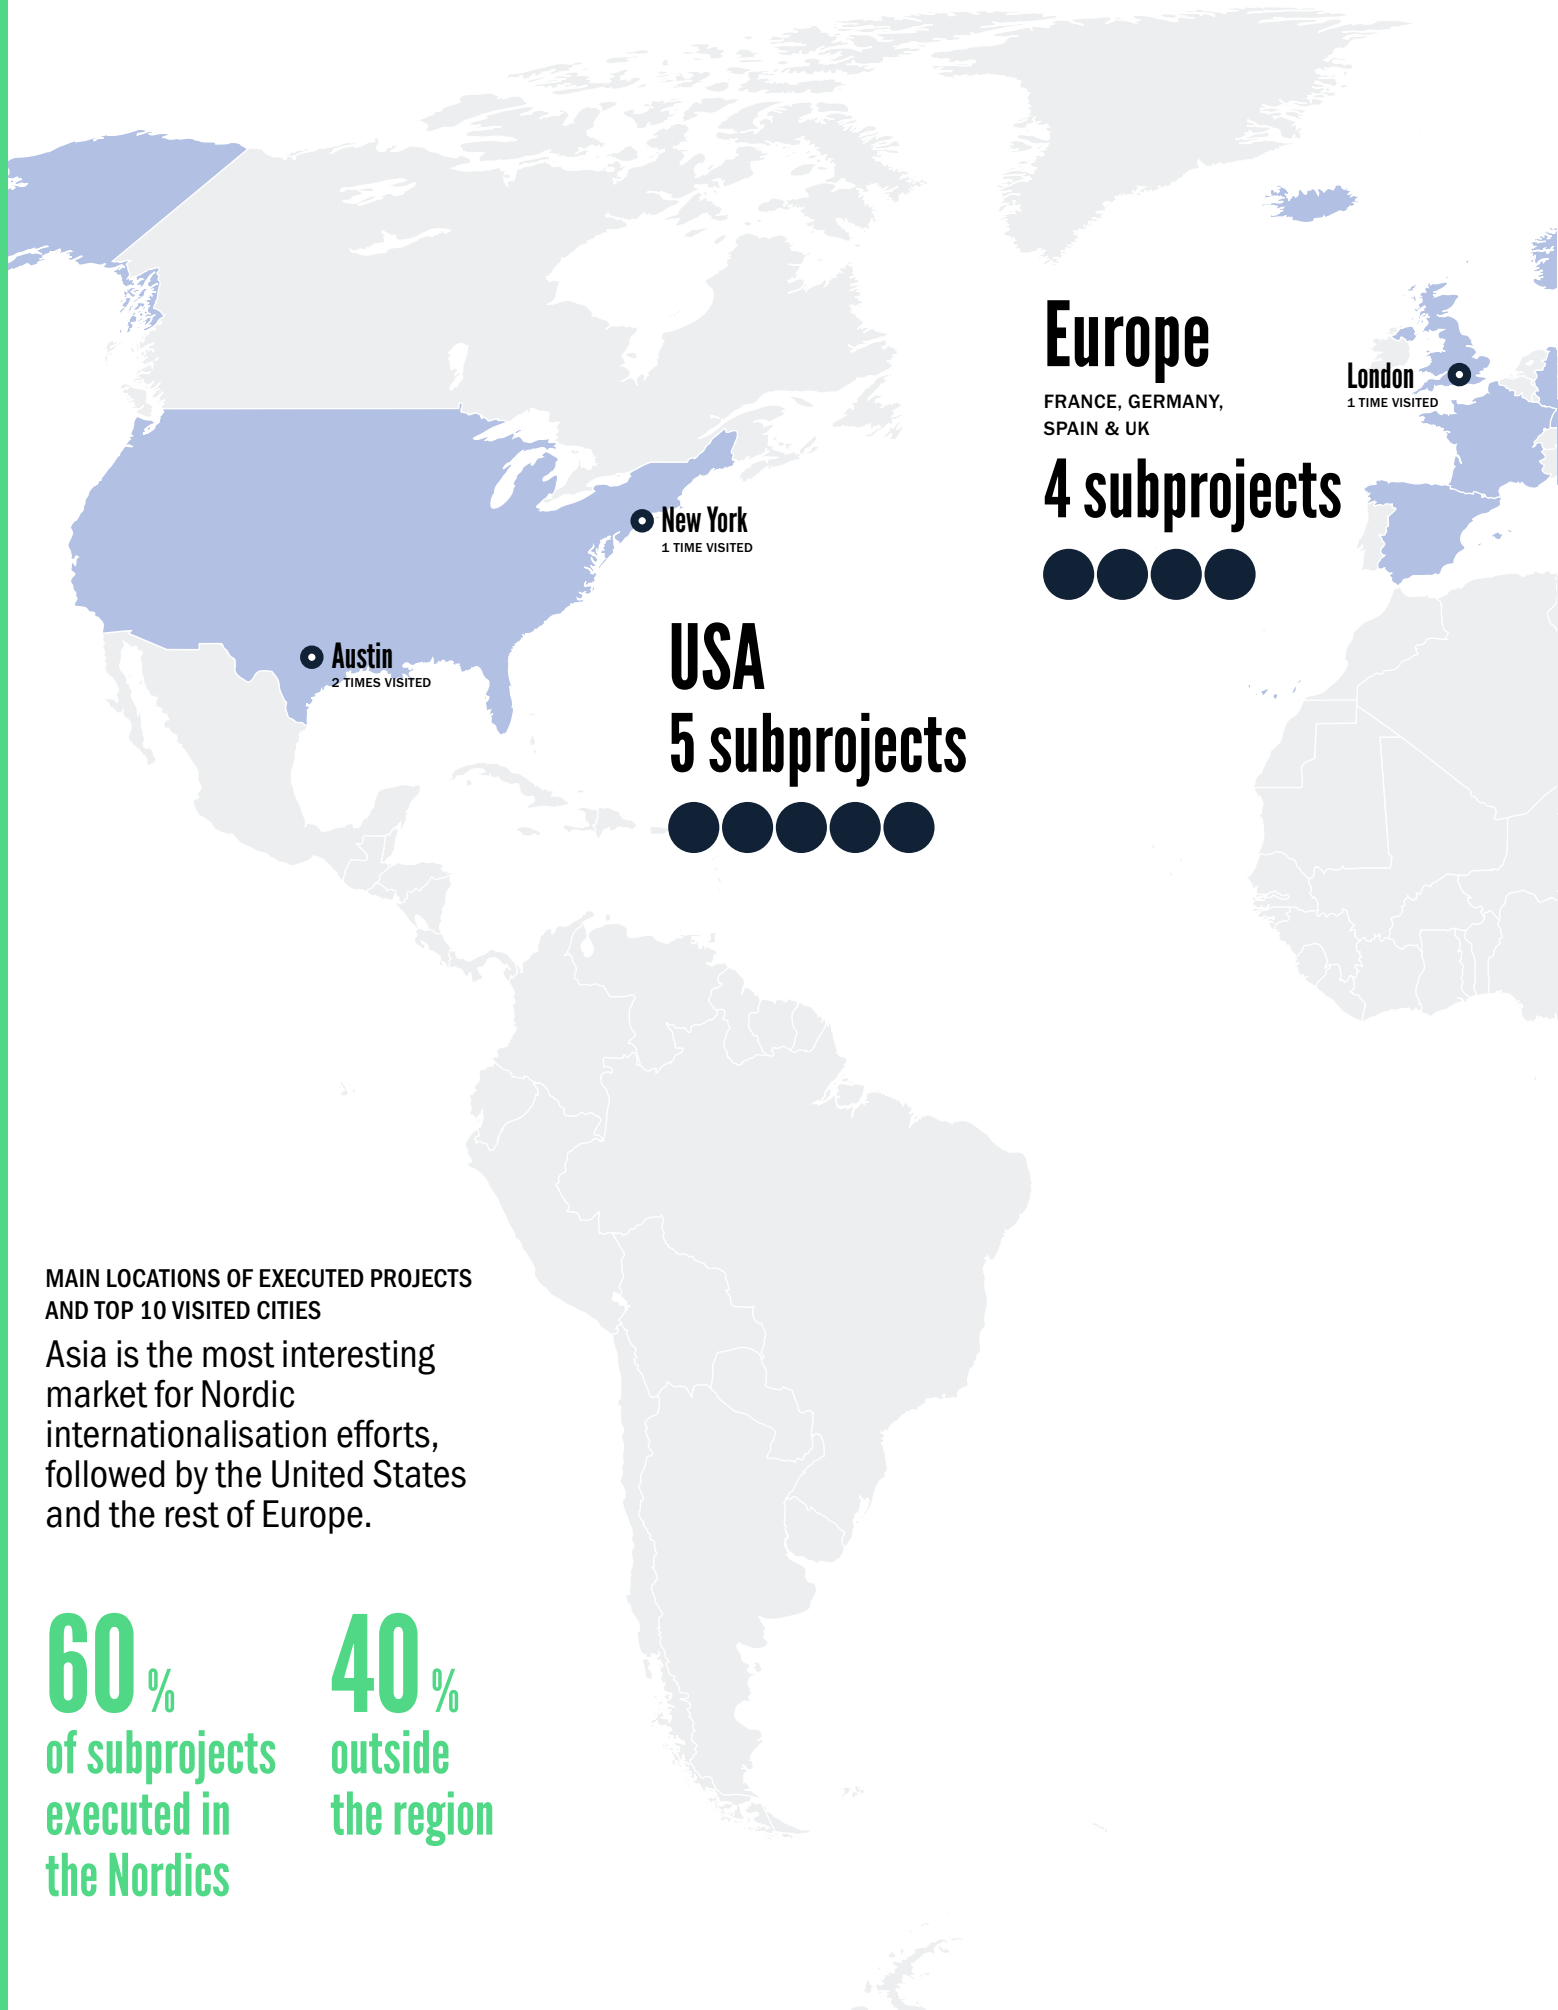 Europe
FRANCE, GERMANY,
SPAIN & UK
4 subprojects
London
1 TIME VISITED
New York
1 TIME VISITED
Austin
2 TIMES VISITED
USA
5 subprojects
MAIN LOCATIONS OF EXECUTED PROJECTS
AND TOP 10 VISITED CITIES
Asia is the most interesting
market for Nordic
internationalisation efforts,
followed by the United States
and the rest of Europe.
60 %
of subprojects
executed in
the Nordics
40 %
outside
the region